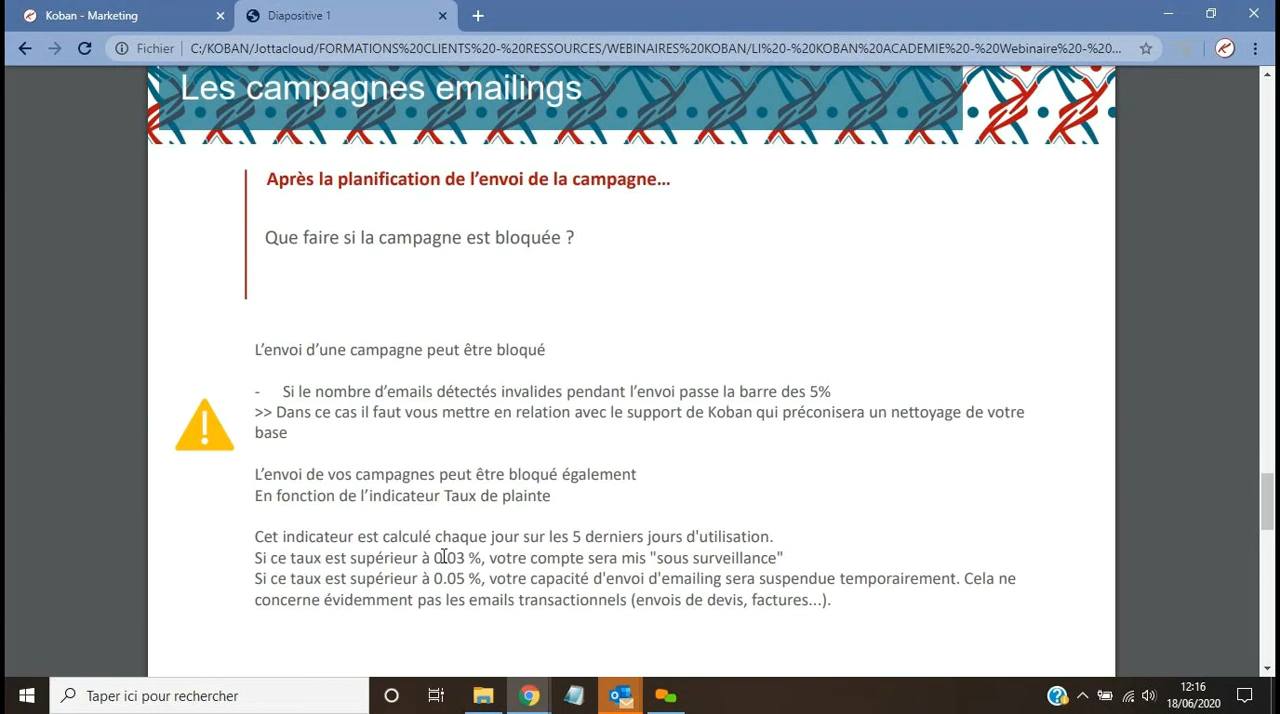 Koban - Marketing
Diapositive 1
Fichier
C:/KOBAN/Jottacloud/FORMATIONS%20CLIENTS%20-%20RESSOURCES/WEBINAIRES%20KOBAN/LI%20-%20KOBAN%20ACADEMIE%20-%20Webinaire%20-%20...
Les campagnes emailings
Après la planification de l'envoi de la campagne...
Que faire si la campagne est bloquée ?
L'envoi d'une campagne peut être bloqué
- Si le nombre d'emails détectés invalides pendant l'envoi passe la barre des 5%
>> Dans ce cas il faut vous mettre en relation avec le support de Koban qui préconisera un nettoyage de votre
base
L'envoi de vos campagnes peut être bloqué également
En fonction de l'indicateur Taux de plainte
Cet indicateur est calculé chaque jour sur les 5 derniers jours d'utilisation.
Si ce taux est supérieur à 0.03 %, votre compte sera mis "sous surveillance"
Si ce taux est supérieur à 0.05 %, votre capacité d'envoi d'emailing sera suspendue temporairement. Cela ne
concerne évidemment pas les emails transactionnels (envois de devis, factures...).
Taper ici pour rechercher
12:16
18/06/2020